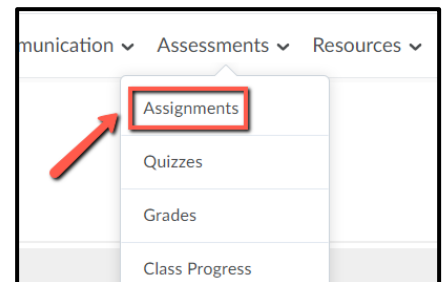 munication Assessments Resources
Assignments
Quizzes
Grades
Class Progress